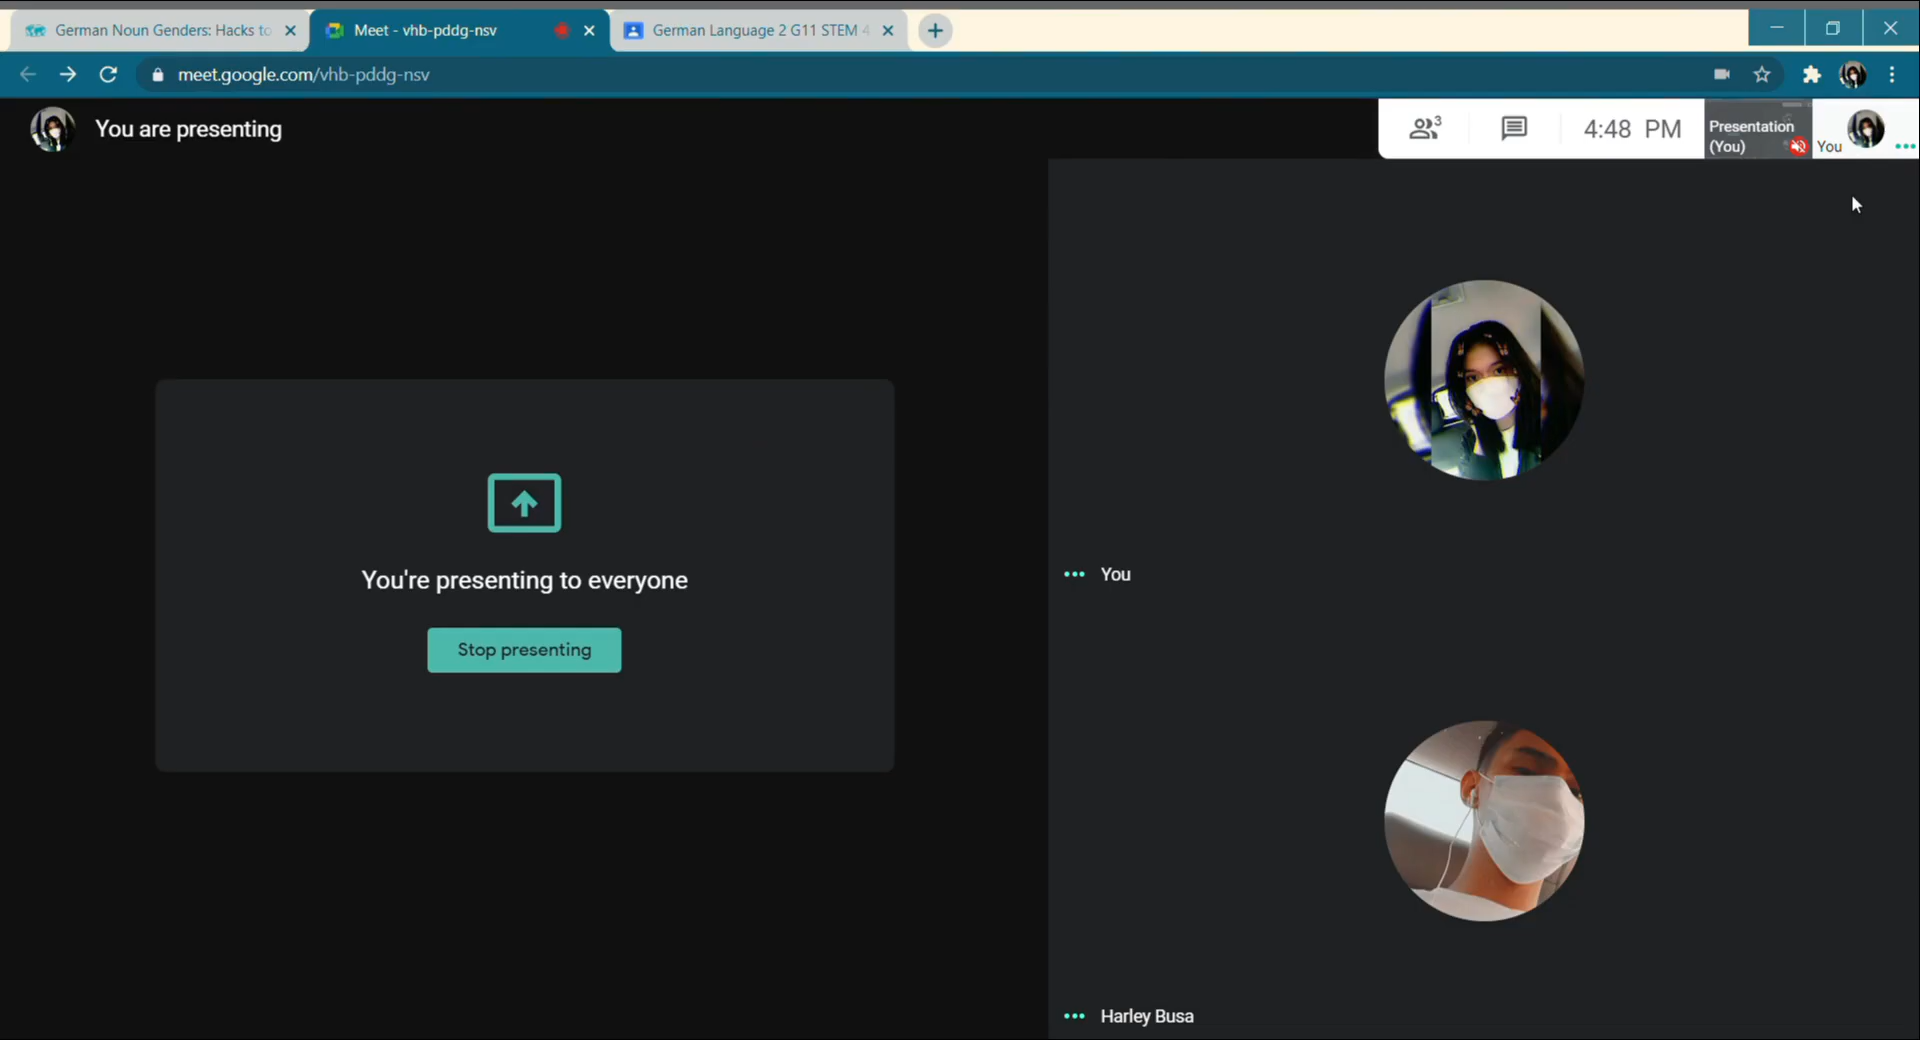 German Noun Genders: Hacks to
Meet - vhb-pddg-nsv
German Language 2 G11 STEM 4
meet.google.com/vhb-pddg-nsv
You are presenting
3
4:48 PM
Presentation
(You)
You
You're presenting to everyone
Stop presenting
You
Harley Busa